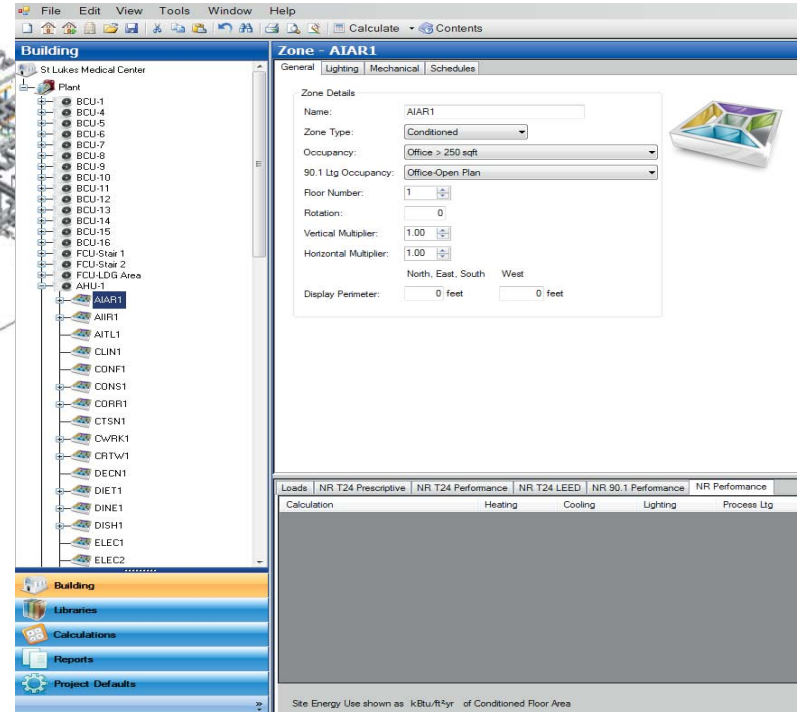 File Edit View Tools Window Help
Calculate Contents
Building
St Lukes Medical Center
Plant
BCU-1
BCU-4
BCU-5
BCU-6
BCU-7
BCU-8
BCU-9
BCU-10
BCU-11
BCU-12
BCU-13
BCU-14
BCU-15
BCU-16
FCU-Stair 1
FCU-Stair 2
FCU-LDG Area
AHU-1
AIAR1
AIIR1
AITL1
CLIN1
CONF1
CONS1
CORR1
CTSN1
CWRK1
CRTW1
DECN1
DIET1
DINE1
DISH1
ELEC1
ELEC2
Building
Libraries
Calculations
Reports
Project Defaults
Zone - AIAR1
General Lighting Mechanical Schedules
Zone Details
Name: AIAR1
Zone Type: Conditioned
Occupancy: Office > 250 sqft
90.1 Ltg Occupancy: Office-Open Plan
Floor Number: 1
Rotation: 0
Vertical Multiplier: 1.00
Horizontal Multiplier: 1.00
North, East, South West
Display Perimeter: 0 feet 0 feet
Loads NR T24 Prescriptive NR T24 Performance NR T24 LEED NR 90.1 Performance NR Performance
Calculation Heating Cooling Lighting Process Ltg
Site Energy Use shown as kBtu/ft²yr of Conditioned Floor Area